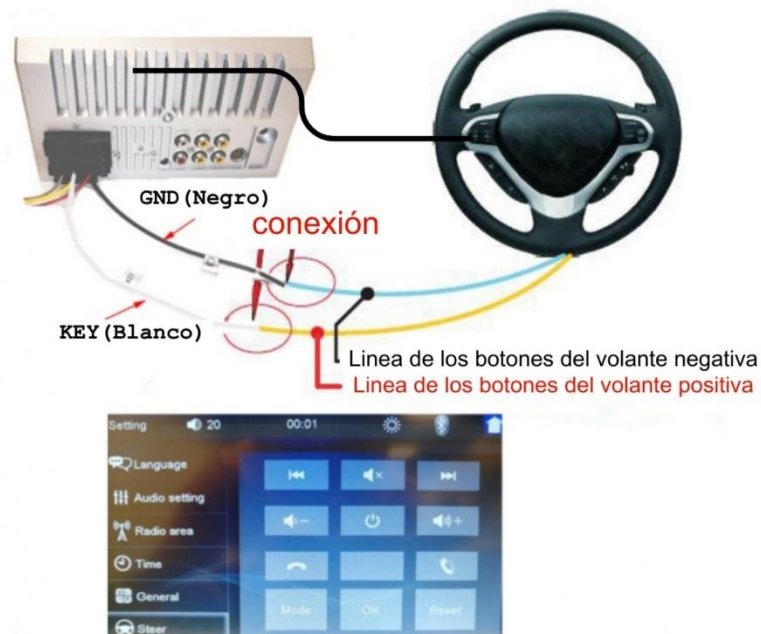 GND(Negro)
conexión
KEY(Blanco)
Linea de los botones del volante negativa
Linea de los botones del volante positiva
Setting 20 00:01
Language
Audio setting
Radio area
Time
General
Steer
Mode OK Reset